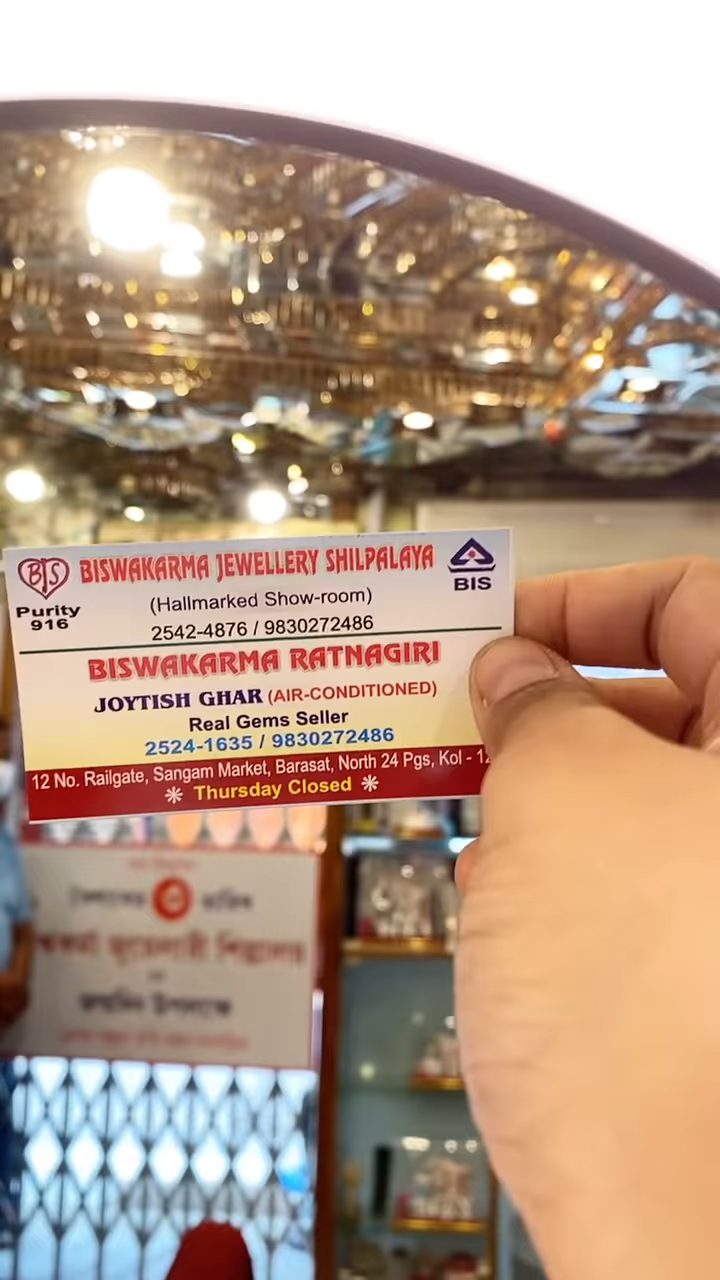 BJS
BISWAKARMA JEWELLERY SHILPALAYA
BIS
Purity
916
(Hallmarked Show-room)
2542-4876 / 9830272486
BISWAKARMA RATNAGIRI
JOYTISH GHAR (AIR-CONDITIONED)
Real Gems Seller
2524-1635 / 9830272486
12 No. Railgate, Sangam Market, Barasat, North 24 Pgs, Kol - 12
Thursday Closed
জুয়েলারী শিল্পালয়